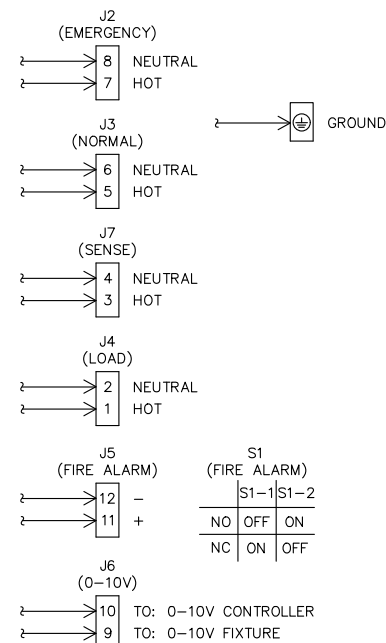 J2
(EMERGENCY)
8 NEUTRAL
7 HOT
GROUND
J3
(NORMAL)
6 NEUTRAL
5 HOT
J7
(SENSE)
4 NEUTRAL
3 HOT
J4
(LOAD)
2 NEUTRAL
1 HOT
J5
(FIRE ALARM)
12 −
11 +
S1
(FIRE ALARM)
S1−1 S1−2
NO OFF ON
NC ON OFF
J6
(0−10V)
10 TO: 0−10V CONTROLLER
9 TO: 0−10V FIXTURE